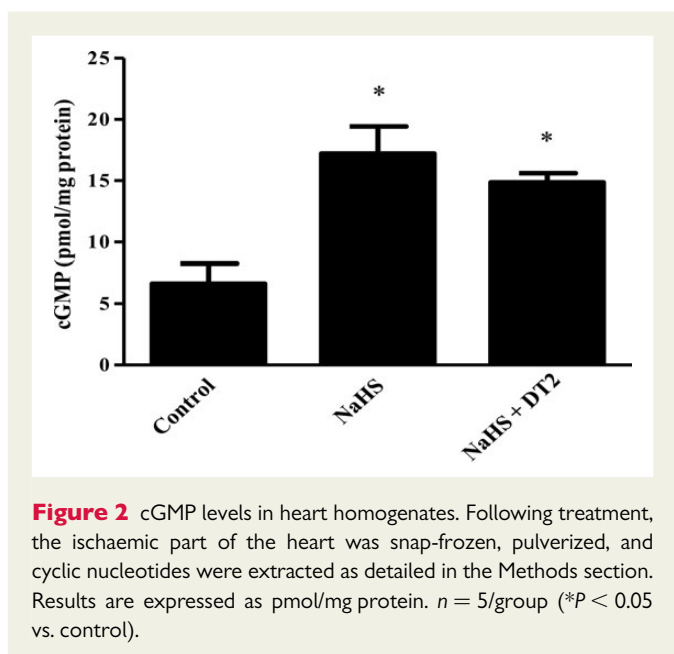 25
*
20
*
15
10
5
0
cGMP (pmol/mg protein)
Control
NaHS
NaHS + DT2
Figure 2 cGMP levels in heart homogenates. Following treatment,
the ischaemic part of the heart was snap-frozen, pulverized, and
cyclic nucleotides were extracted as detailed in the Methods section.
Results are expressed as pmol/mg protein. n = 5/group (*P < 0.05
vs. control).